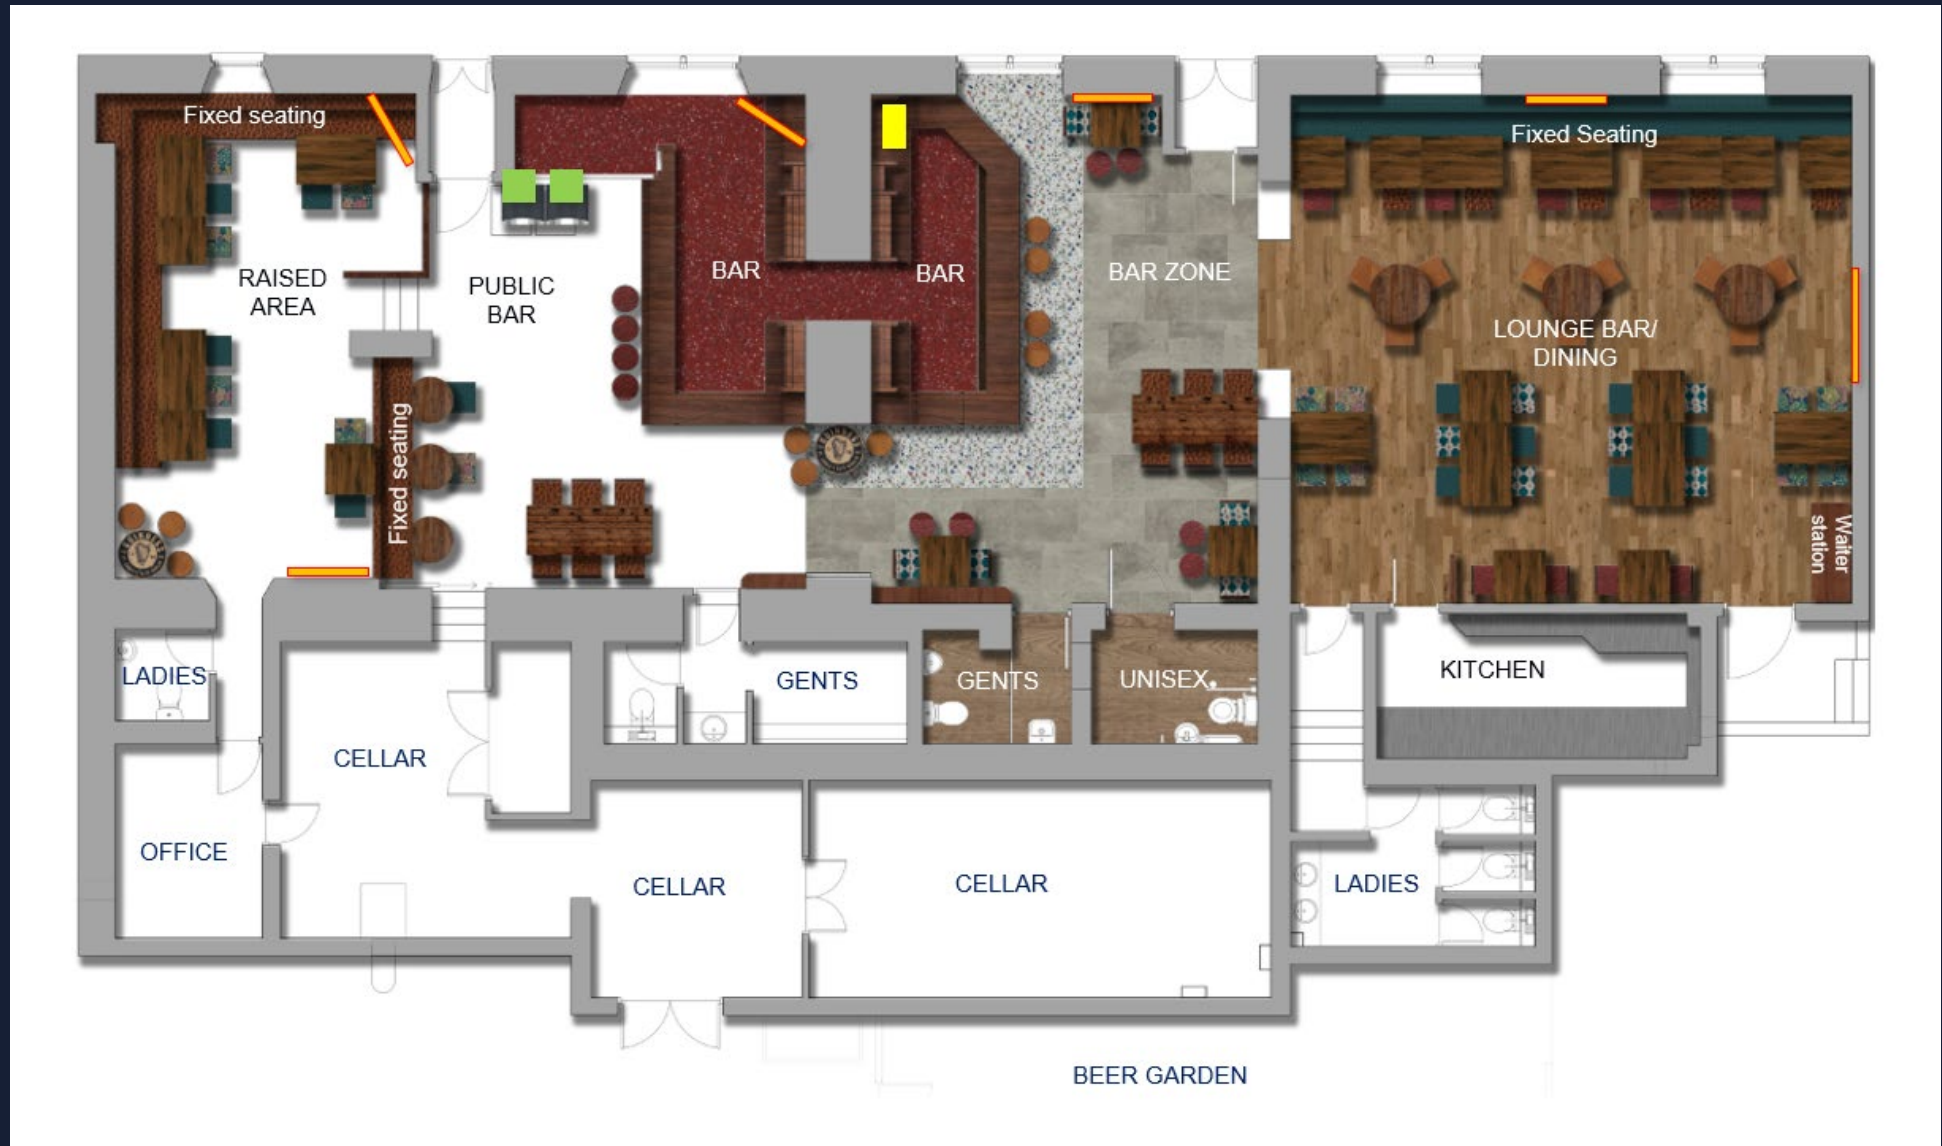 Fixed seating
Fixed Seating
RAISED
AREA
PUBLIC
BAR
BAR
BAR
BAR ZONE
LOUNGE BAR/
DINING
Fixed seating
Waiter
station
LADIES
GENTS
GENTS
UNISEX
KITCHEN
CELLAR
OFFICE
CELLAR
CELLAR
LADIES
BEER GARDEN